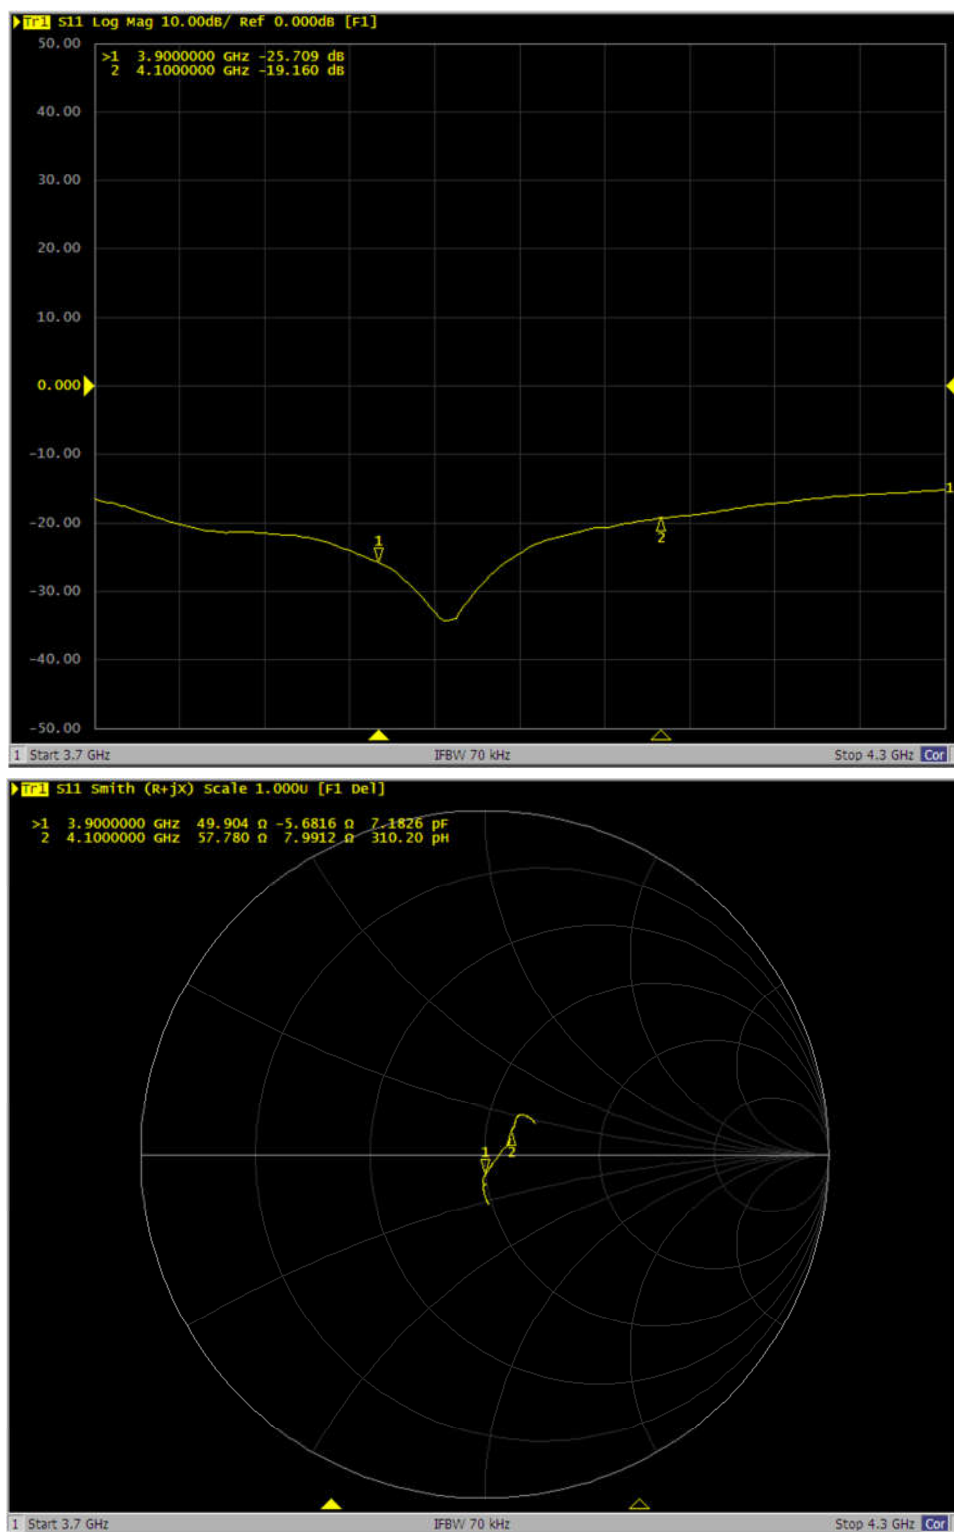 Tr1 S11 Log Mag 10.00dB/ Ref 0.000dB [F1]
50.00
>1 3.9000000 GHz -25.709 dB
2 4.1000000 GHz -19.160 dB
40.00
30.00
20.00
10.00
0.000
-10.00
1
-20.00
1
2
-30.00
-40.00
-50.00
1 Start 3.7 GHz IFBW 70 kHz Stop 4.3 GHz Cor
Tr1 S11 Smith (R+jX) Scale 1.000U [F1 Del]
>1 3.9000000 GHz 49.904 Ω -5.6816 Ω 7.1826 pF
2 4.1000000 GHz 57.780 Ω 7.9912 Ω 310.20 pH
1
2
1 Start 3.7 GHz IFBW 70 kHz Stop 4.3 GHz Cor